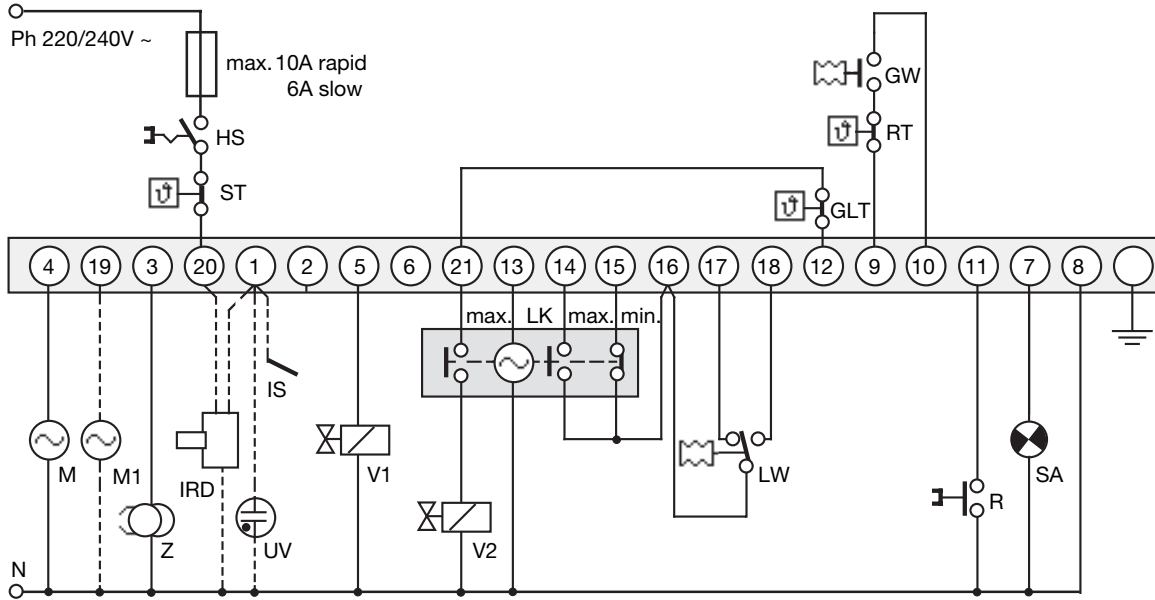 Ph 220/240V ~
max. 10A rapid
6A slow
HS
ϑ ST
GW
ϑ RT
ϑ GLT
4 19 3 20 1 2 5 6 21 13 14 15 16 17 18 12 9 10 11 7 8
max. LK max. min.
IS
M
M1
IRD
UV
Z
V1
V2
LW
R
SA
N